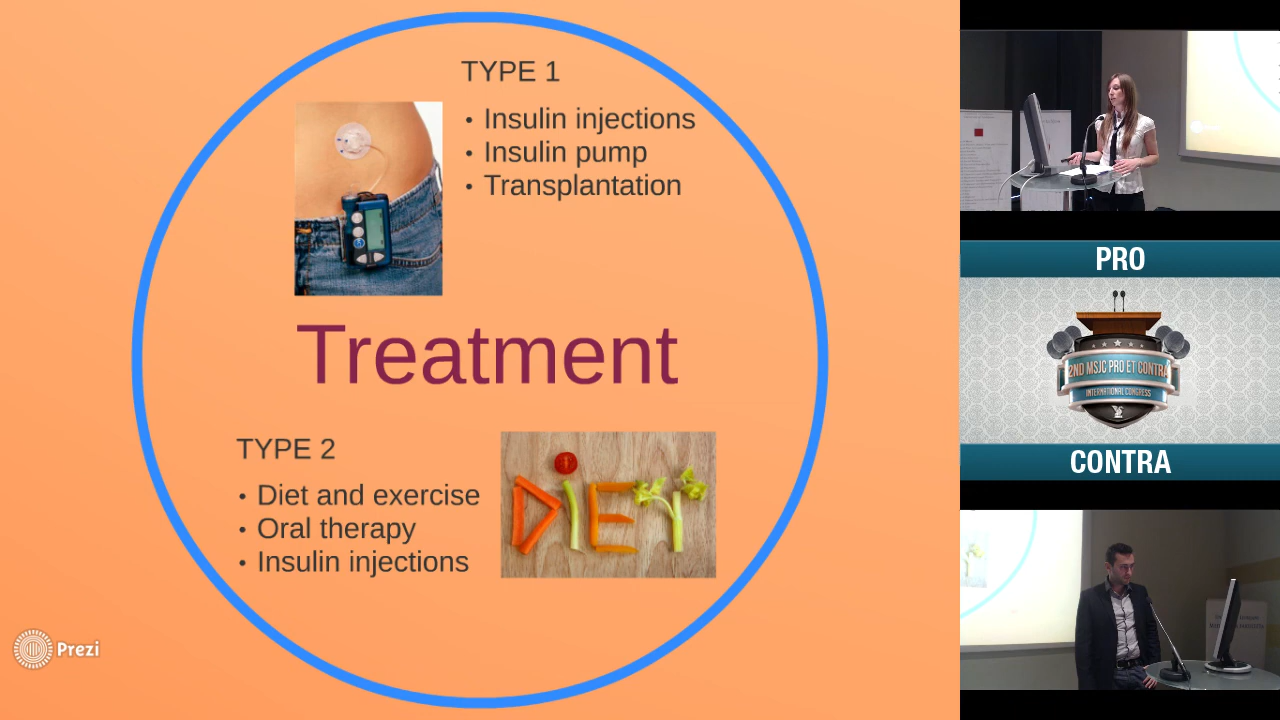 TYPE 1
• Insulin injections
• Insulin pump
• Transplantation
Treatment
TYPE 2
• Diet and exercise
• Oral therapy
• Insulin injections
DiET
Prezi
PRO
2ND MSJC PRO ET CONTRA
INTERNATIONAL CONGRESS
CONTRA